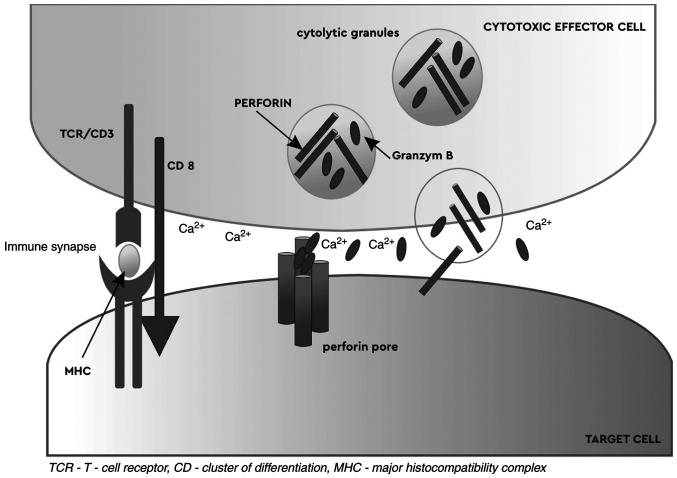 CYTOTOXIC EFFECTOR CELL
cytolytic granules
PERFORIN
TCR/CD3
Granzym B
CD 8
Ca2+
Ca2+
Ca2+
Ca2+
Ca2+
Immune synapse
perforin pore
MHC
TARGET CELL
TCR - T - cell receptor, CD - cluster of differentiation, MHC - major histocompatibility complex